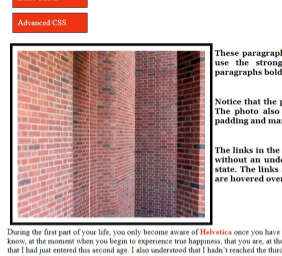 Advanced CSS
These paragraph
use the strong
paragraphs bold
Notice that the p
The photo also
padding and ma
The links in the
without an und
state. The links
are hovered over
During the first part of your life, you only become aware of Helvetica once you have
know, at the moment when you begin to experience true happiness, that you are, at the
that I had just entered this second age. I also understood that I hadn't reached the third